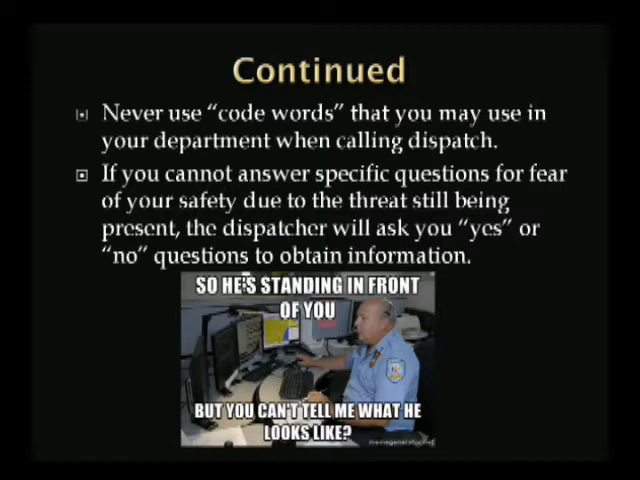 Continued
Never use “code words” that you may use in
your department when calling dispatch.
If you cannot answer specific questions for fear
of your safety due to the threat still being
present, the dispatcher will ask you “yes” or
“no” questions to obtain information.
SO HE'S STANDING IN FRONT
OF YOU
BUT YOU CAN'T TELL ME WHAT HE
LOOKS LIKE?
memegenerator.net